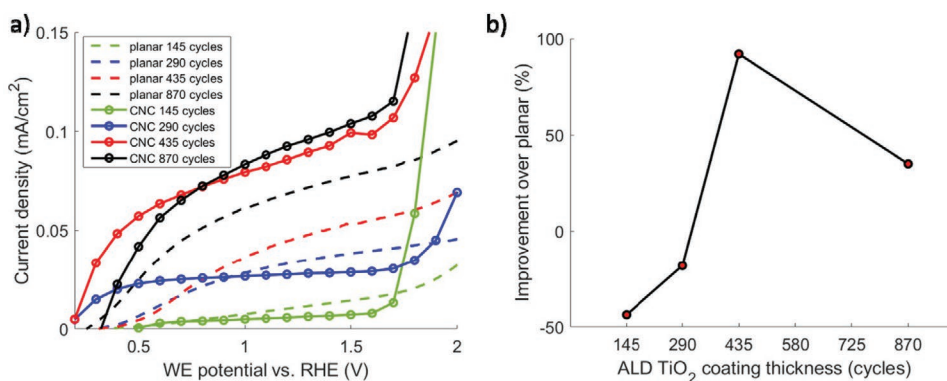 a)
Current density (mA/cm²)
0.15
0.1
0.05
0
planar 145 cycles
planar 290 cycles
planar 435 cycles
planar 870 cycles
CNC 145 cycles
CNC 290 cycles
CNC 435 cycles
CNC 870 cycles
0.5 1 1.5 2
WE potential vs. RHE (V)
b)
Improvement over planar (%)
100
50
0
-50
145 290 435 580 725 870
ALD TiO₂ coating thickness (cycles)